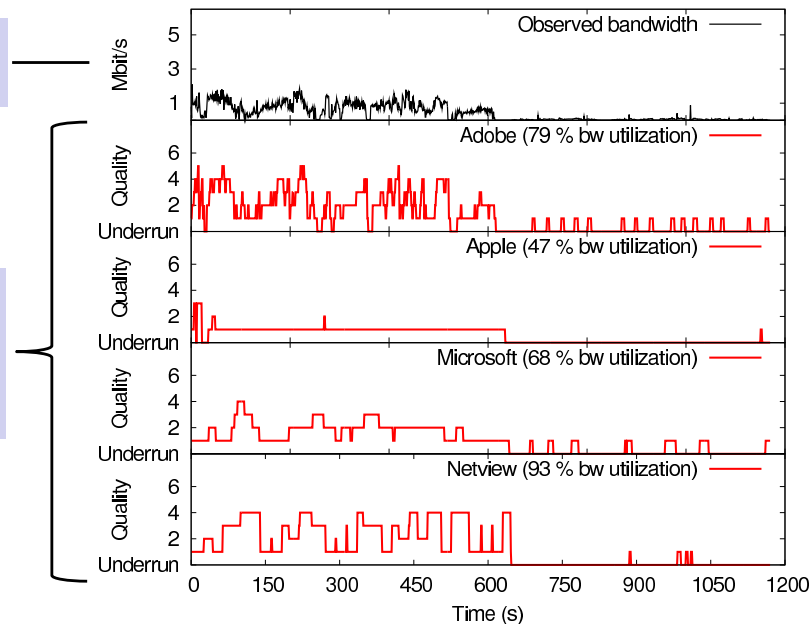 Observed bandwidth
Mbit/s
5
3
1
Adobe (79 % bw utilization)
Quality
6
4
2
Underrun
Apple (47 % bw utilization)
Quality
6
4
2
Underrun
Microsoft (68 % bw utilization)
Quality
6
4
2
Underrun
Netview (93 % bw utilization)
Quality
6
4
2
Underrun
0 150 300 450 600 750 900 1050 1200
Time (s)